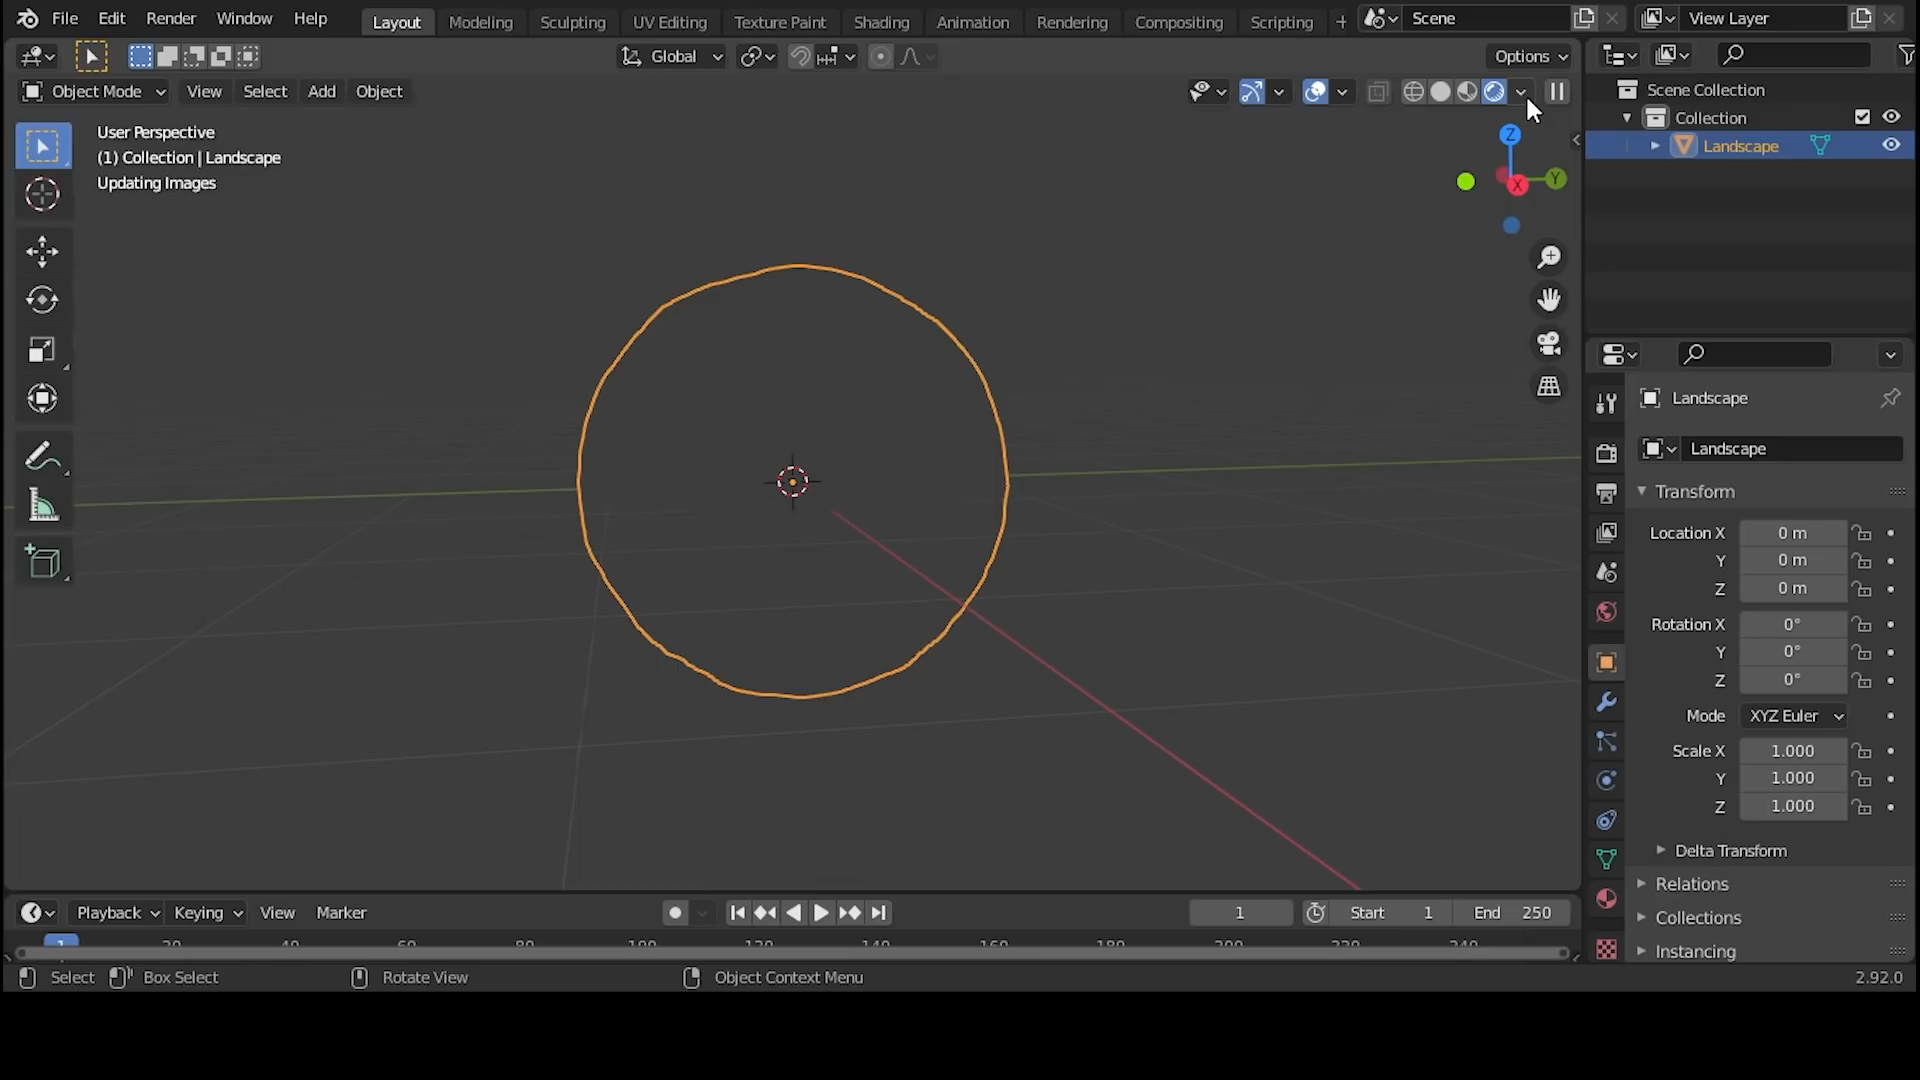 File Edit Render Window Help
Layout Modeling Sculpting UV Editing Texture Paint Shading Animation Rendering Compositing Scripting +
Scene
View Layer
Global
Options
Object Mode View Select Add Object
User Perspective
(1) Collection | Landscape
Updating Images
Z
Y
X
Scene Collection
Collection
Landscape
Landscape
Landscape
Transform
Location X 0 m
Y 0 m
Z 0 m
Rotation X 0°
Y 0°
Z 0°
Mode XYZ Euler
Scale X 1.000
Y 1.000
Z 1.000
Delta Transform
Relations
Collections
Instancing
Playback Keying View Marker
1 Start 1 End 250
1 20 40 60 80 100 120 140 160 180 200 220 240
Select Box Select Rotate View Object Context Menu 2.92.0